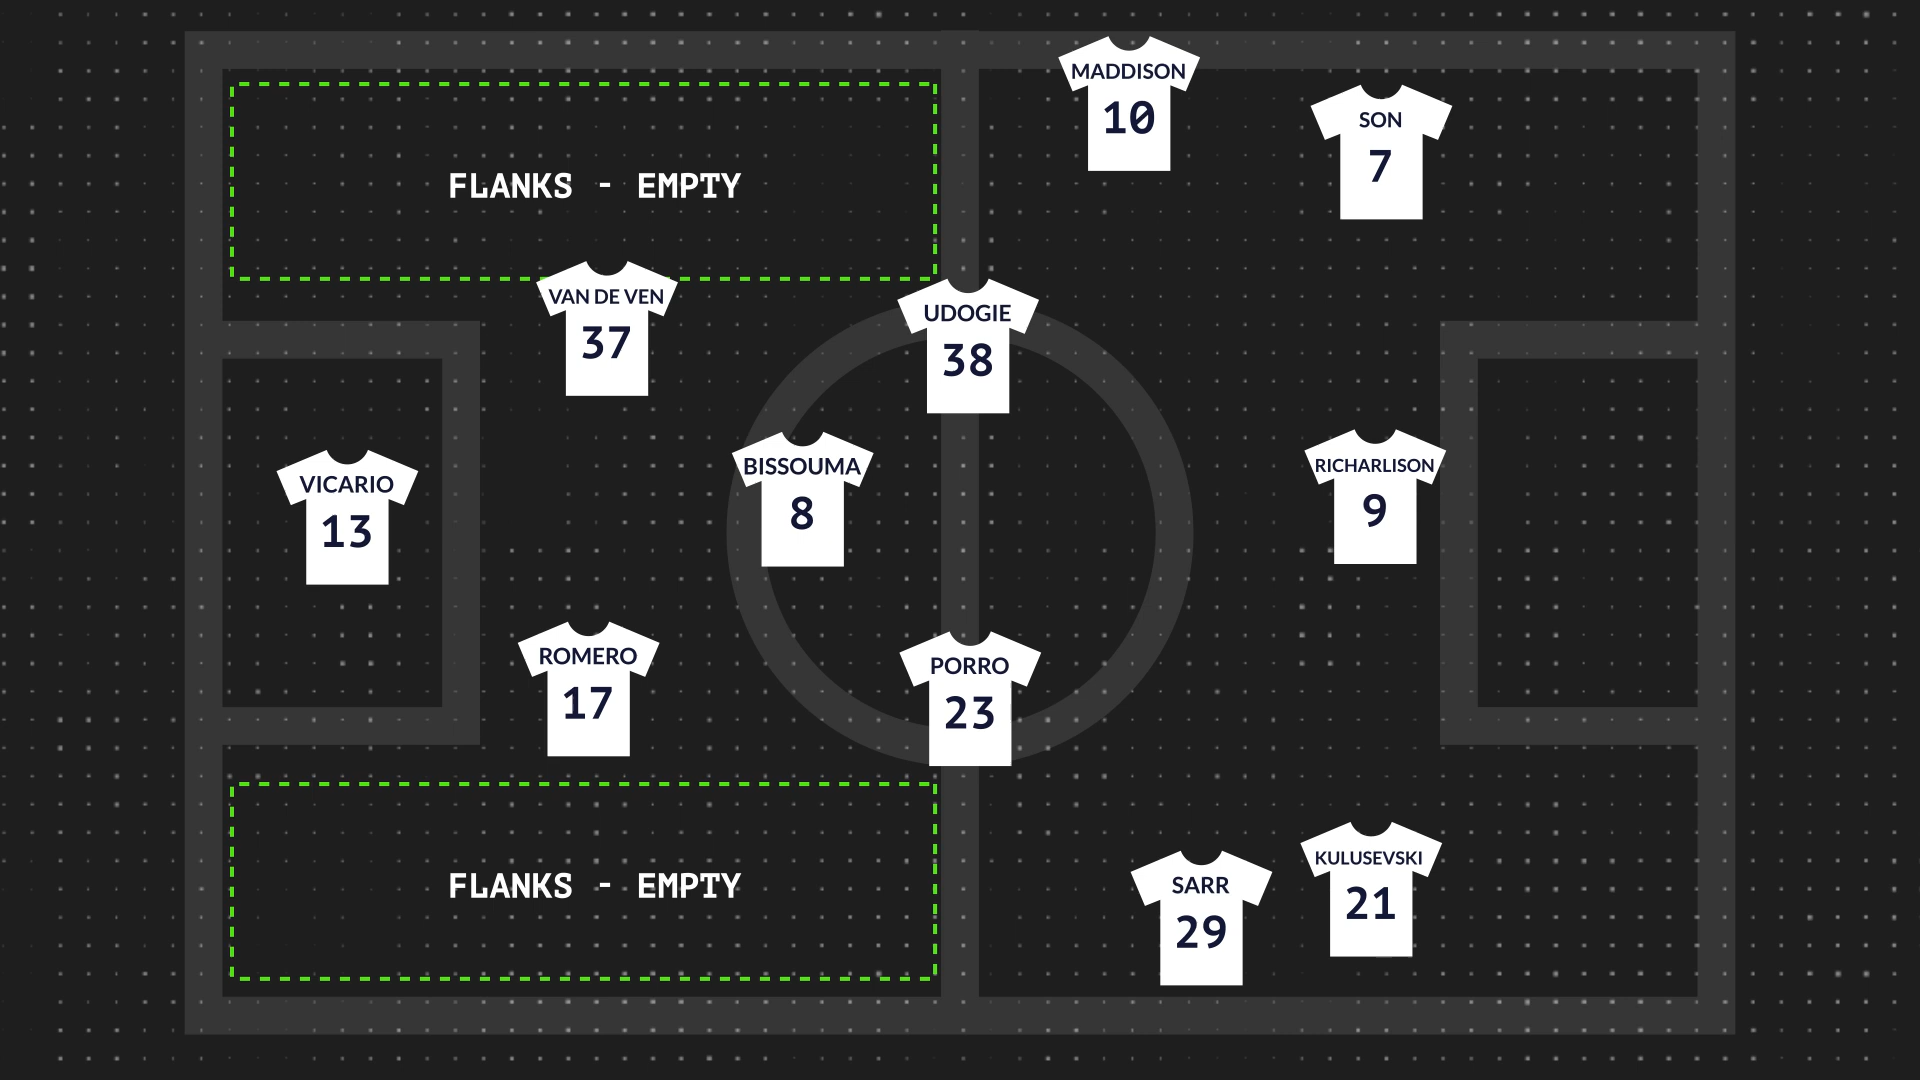 MADDISON
10
SON
7
FLANKS - EMPTY
VAN DE VEN
37
UDOGIE
38
BISSOUMA
8
RICHARLISON
9
VICARIO
13
ROMERO
17
PORRO
23
FLANKS - EMPTY
SARR
29
KULUSEVSKI
21